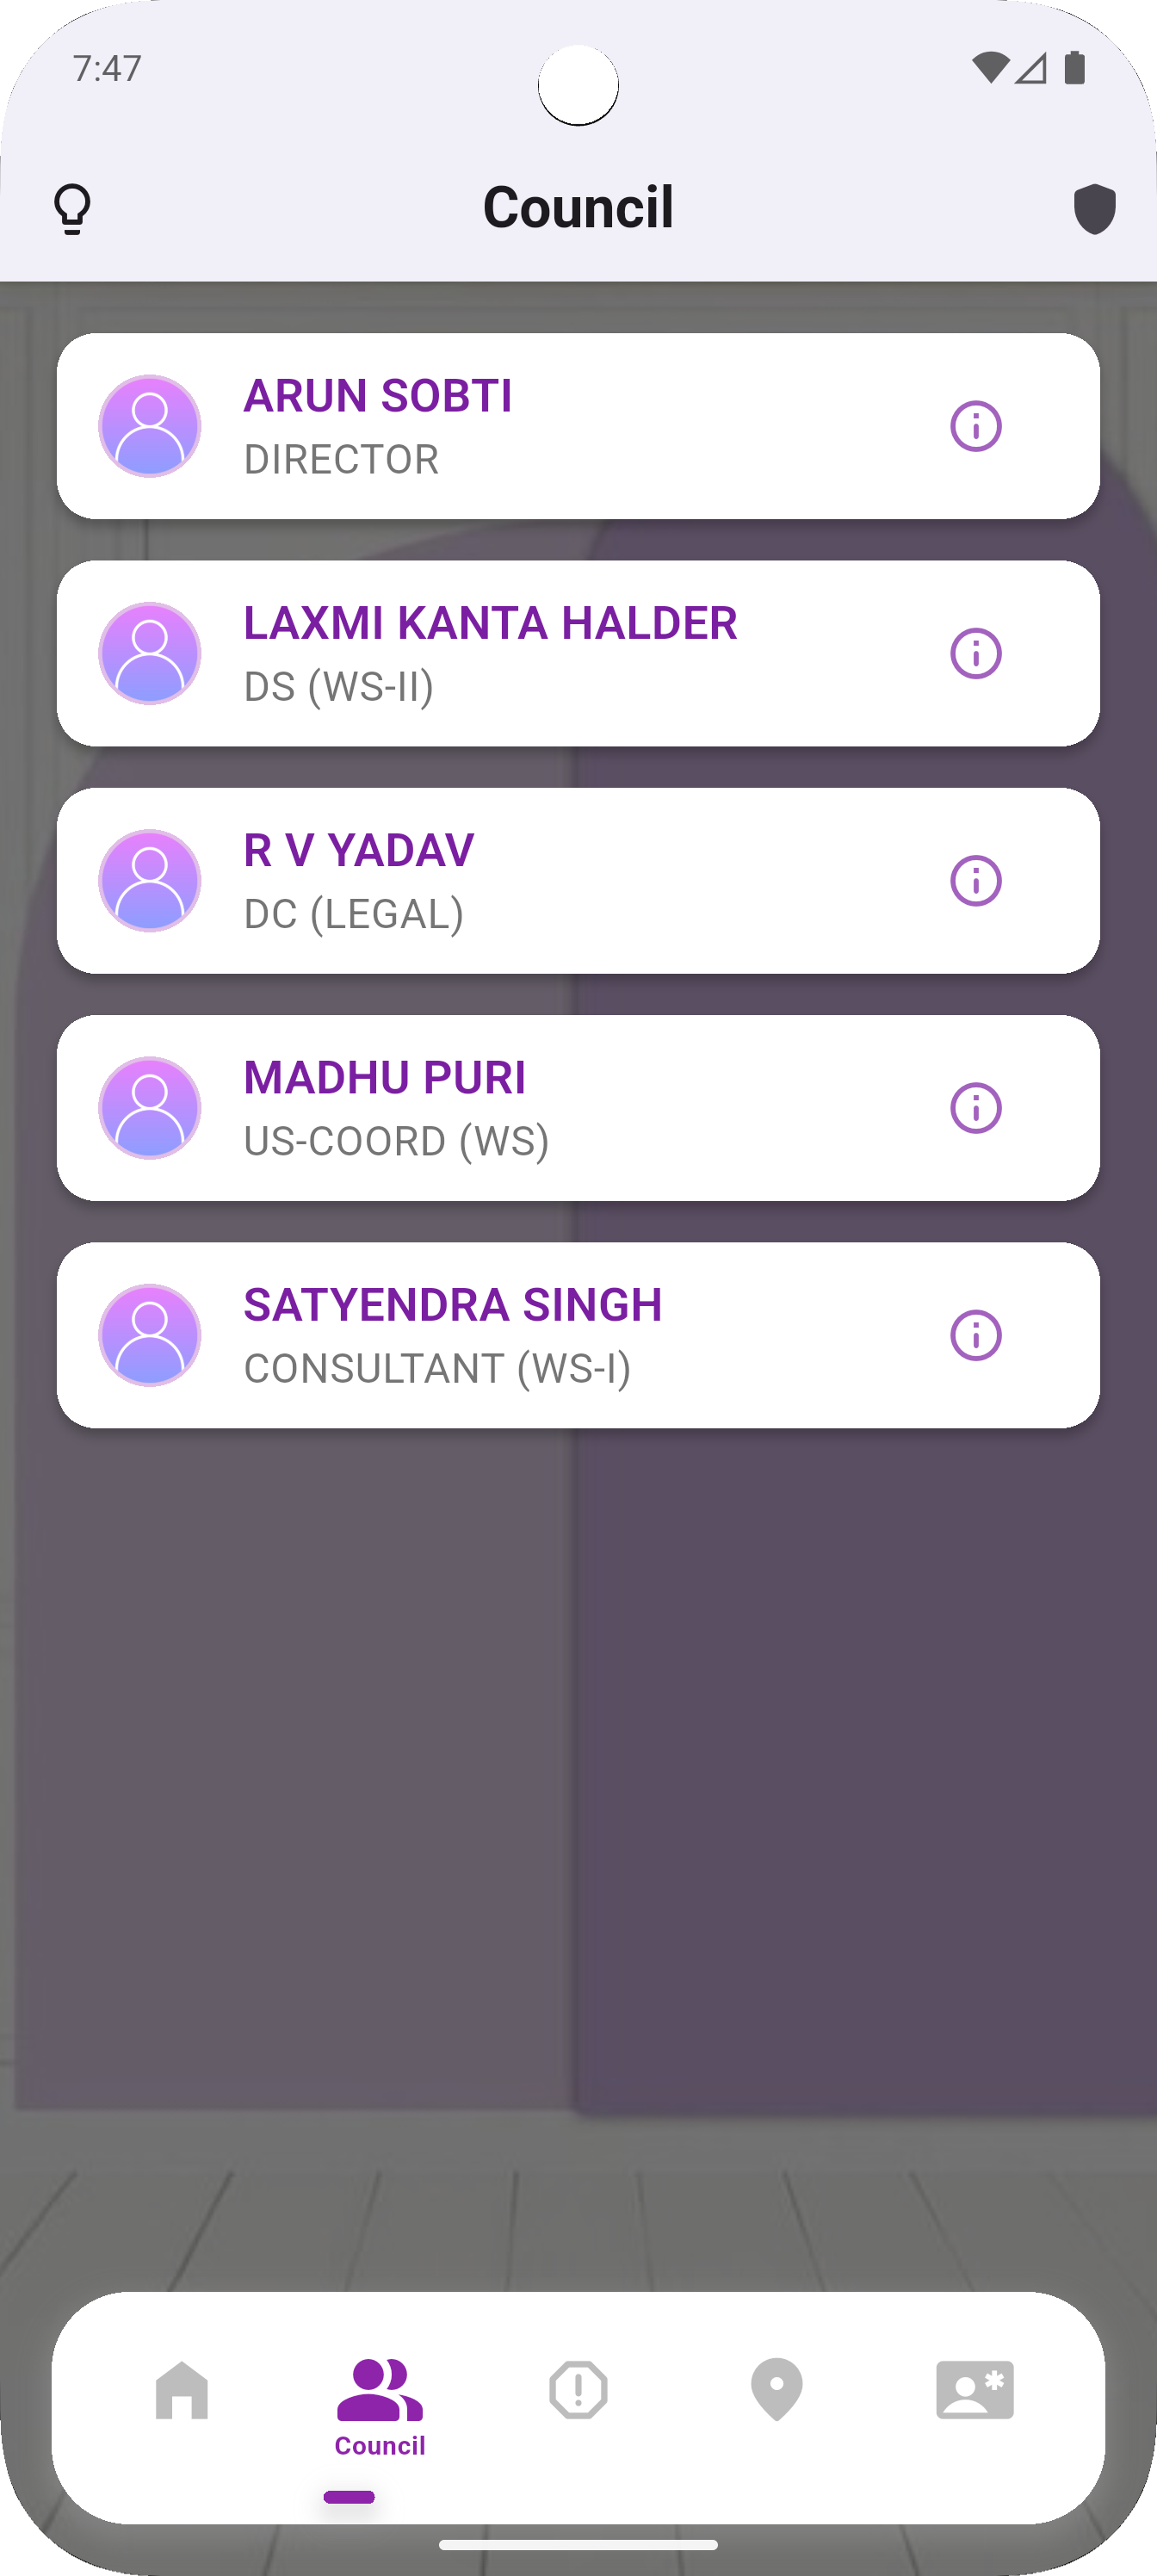 7:47
Council
ARUN SOBTI
DIRECTOR
LAXMI KANTA HALDER
DS (WS-II)
R V YADAV
DC (LEGAL)
MADHU PURI
US-COORD (WS)
SATYENDRA SINGH
CONSULTANT (WS-I)
Council